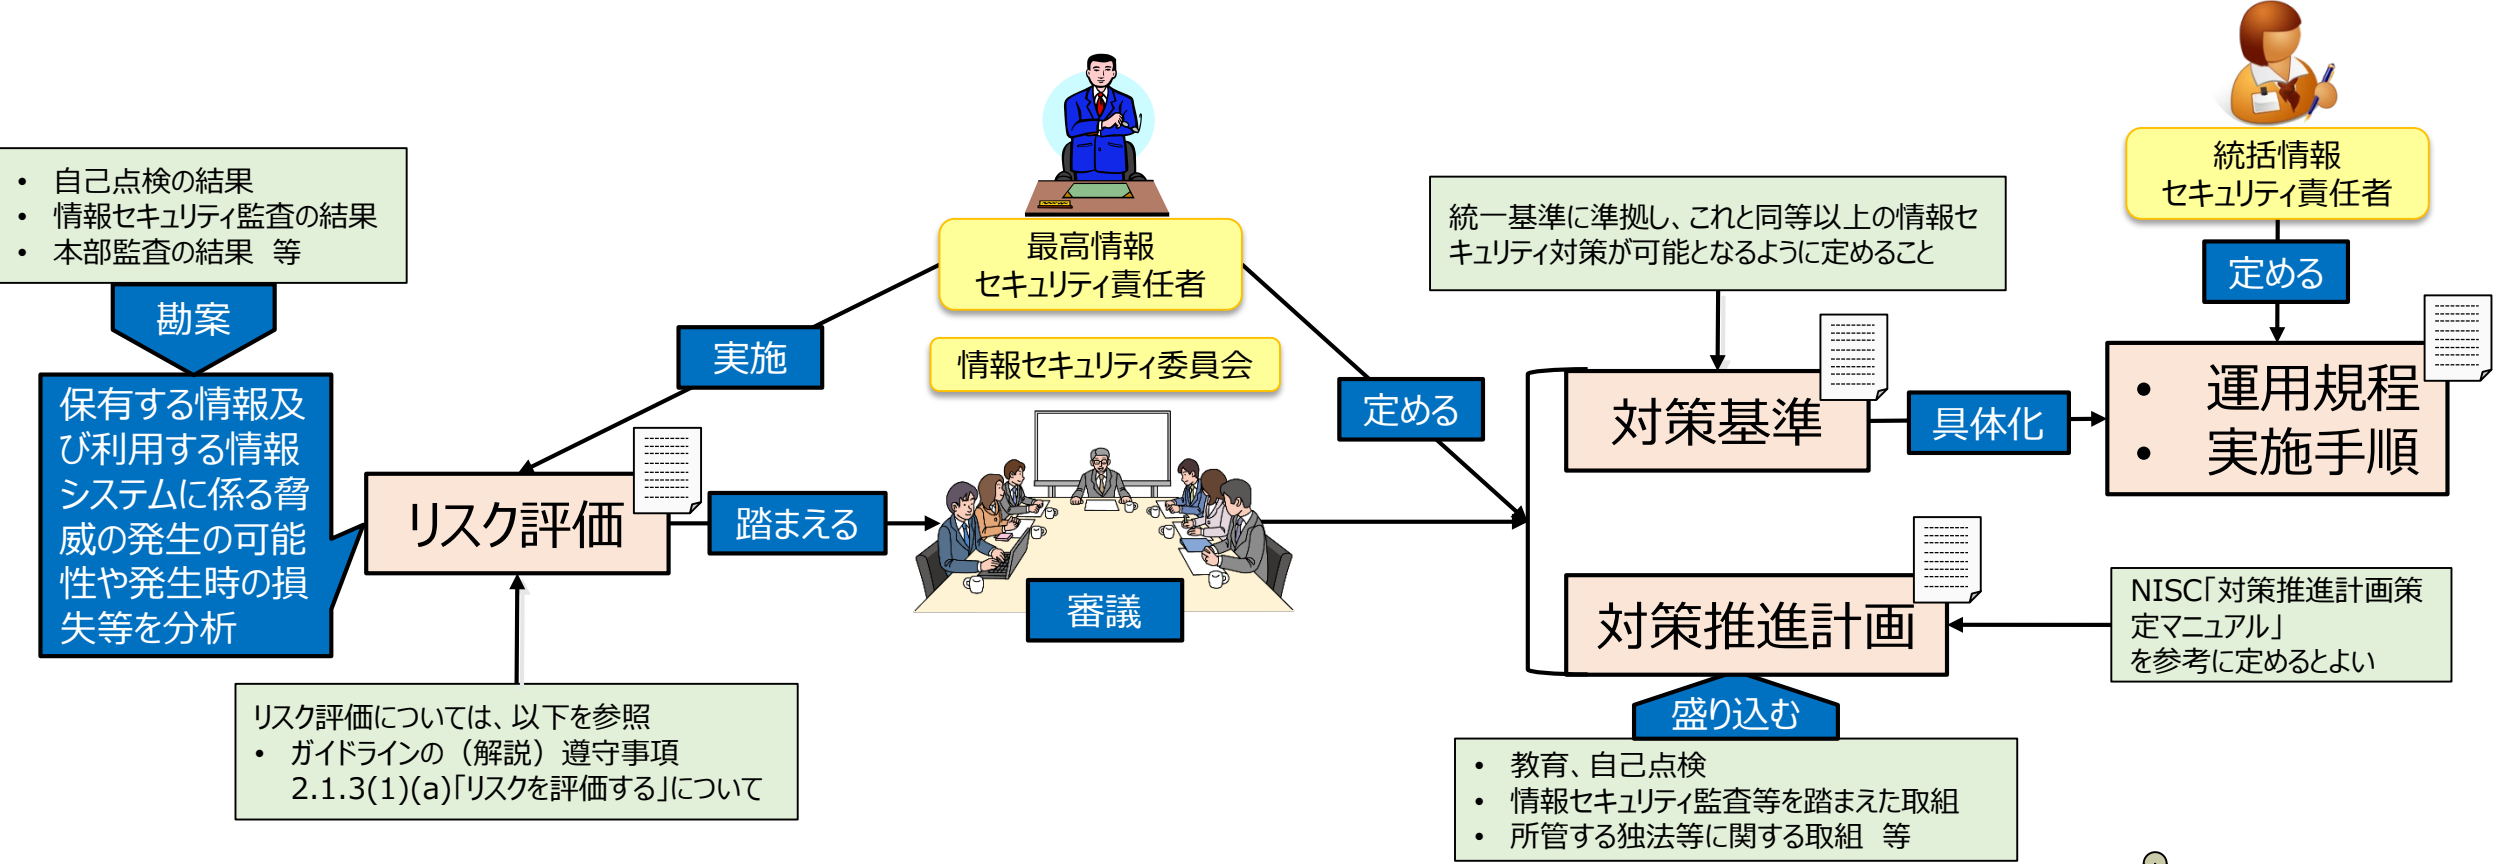 • 自己点検の結果
• 情報セキュリティ監査の結果
• 本部監査の結果　等
勘案
保有する情報及
び利用する情報
システムに係る脅
威の発生の可能
性や発生時の損
失等を分析
最高情報
セキュリティ責任者
実施
情報セキュリティ委員会
定める
リスク評価
踏まえる
審議
リスク評価については、以下を参照
• ガイドラインの（解説）遵守事項
2.1.3(1)(a)「リスクを評価する」について
統一基準に準拠し、これと同等以上の情報セ
キュリティ対策が可能となるように定めること
対策基準
具体化
統括情報
セキュリティ責任者
定める
• 運用規程
• 実施手順
対策推進計画
NISC「対策推進計画策
定マニュアル」
を参考に定めるとよい
盛り込む
• 教育、自己点検
• 情報セキュリティ監査等を踏まえた取組
• 所管する独法等に関する取組　等